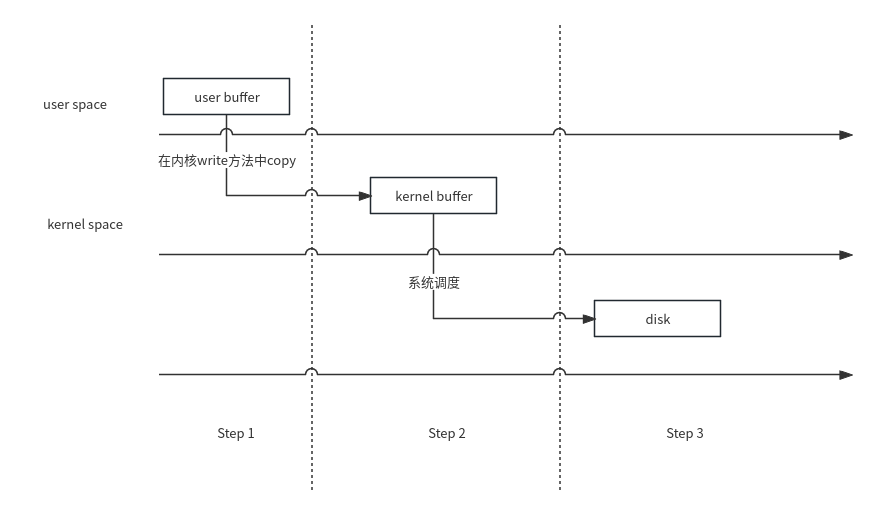 user buffer
user space
在内核write方法中copy
kernel buffer
kernel space
系统调度
disk
Step 1
Step 2
Step 3